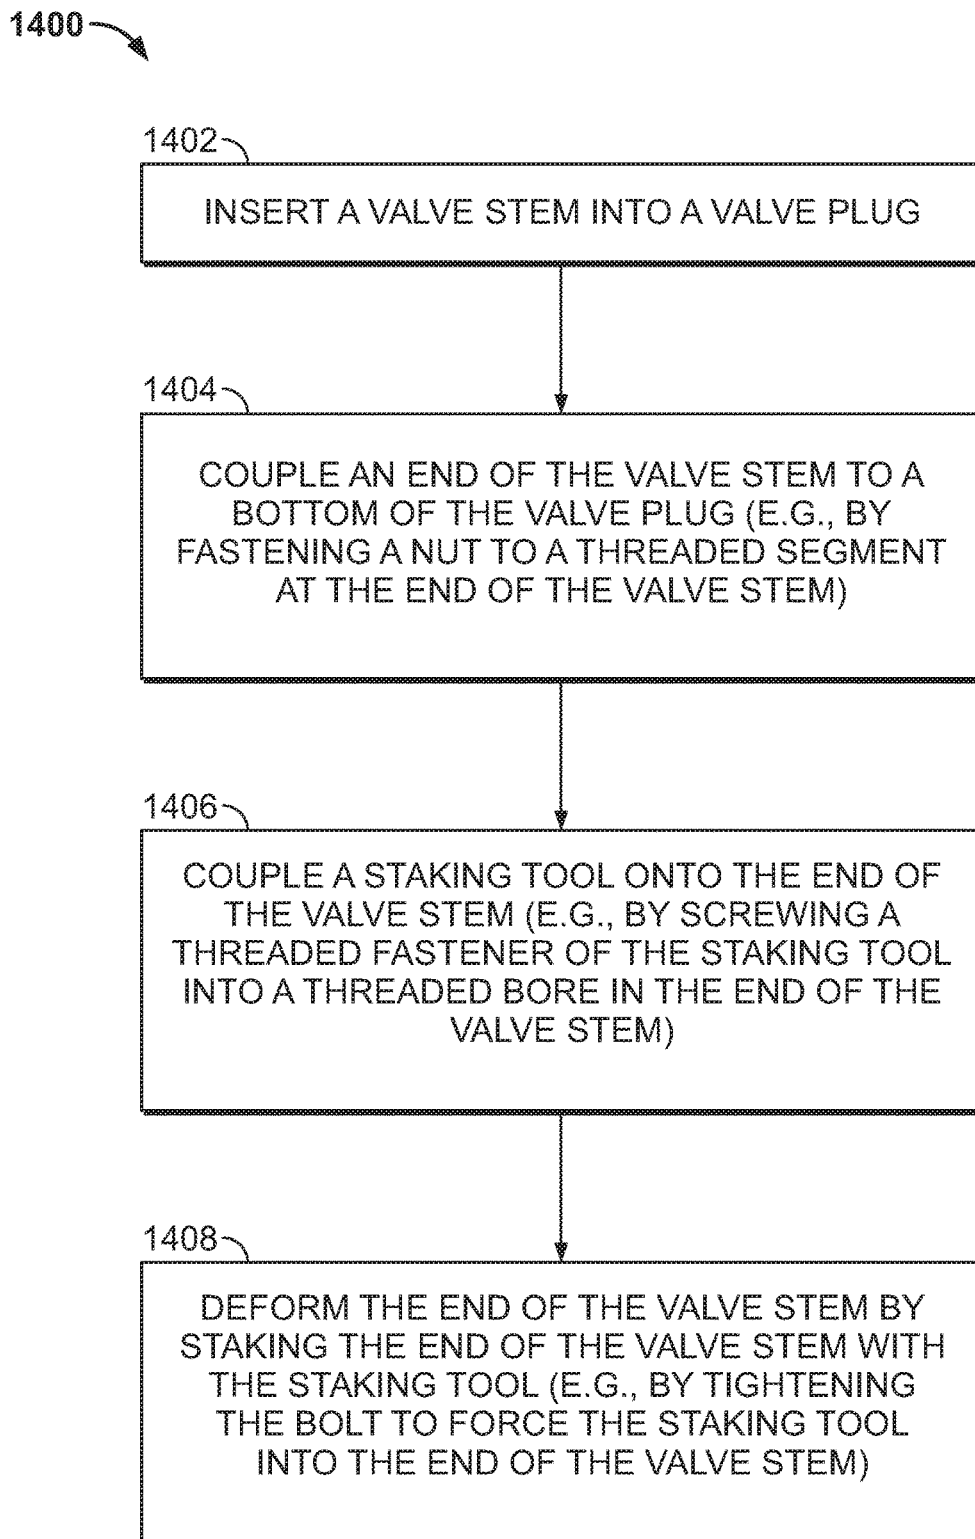 1400
1402
INSERT A VALVE STEM INTO A VALVE PLUG
1404
COUPLE AN END OF THE VALVE STEM TO A
BOTTOM OF THE VALVE PLUG (E.G., BY
FASTENING A NUT TO A THREADED SEGMENT
AT THE END OF THE VALVE STEM)
1406
COUPLE A STAKING TOOL ONTO THE END OF
THE VALVE STEM (E.G., BY SCREWING A
THREADED FASTENER OF THE STAKING TOOL
INTO A THREADED BORE IN THE END OF THE
VALVE STEM)
1408
DEFORM THE END OF THE VALVE STEM BY
STAKING THE END OF THE VALVE STEM WITH
THE STAKING TOOL (E.G., BY TIGHTENING
THE BOLT TO FORCE THE STAKING TOOL
INTO THE END OF THE VALVE STEM)